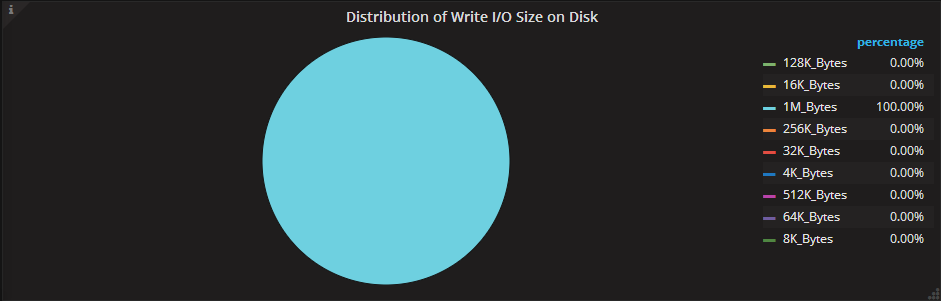 i
Distribution of Write I/O Size on Disk
percentage
128K_Bytes 0.00%
16K_Bytes 0.00%
1M_Bytes 100.00%
256K_Bytes 0.00%
32K_Bytes 0.00%
4K_Bytes 0.00%
512K_Bytes 0.00%
64K_Bytes 0.00%
8K_Bytes 0.00%